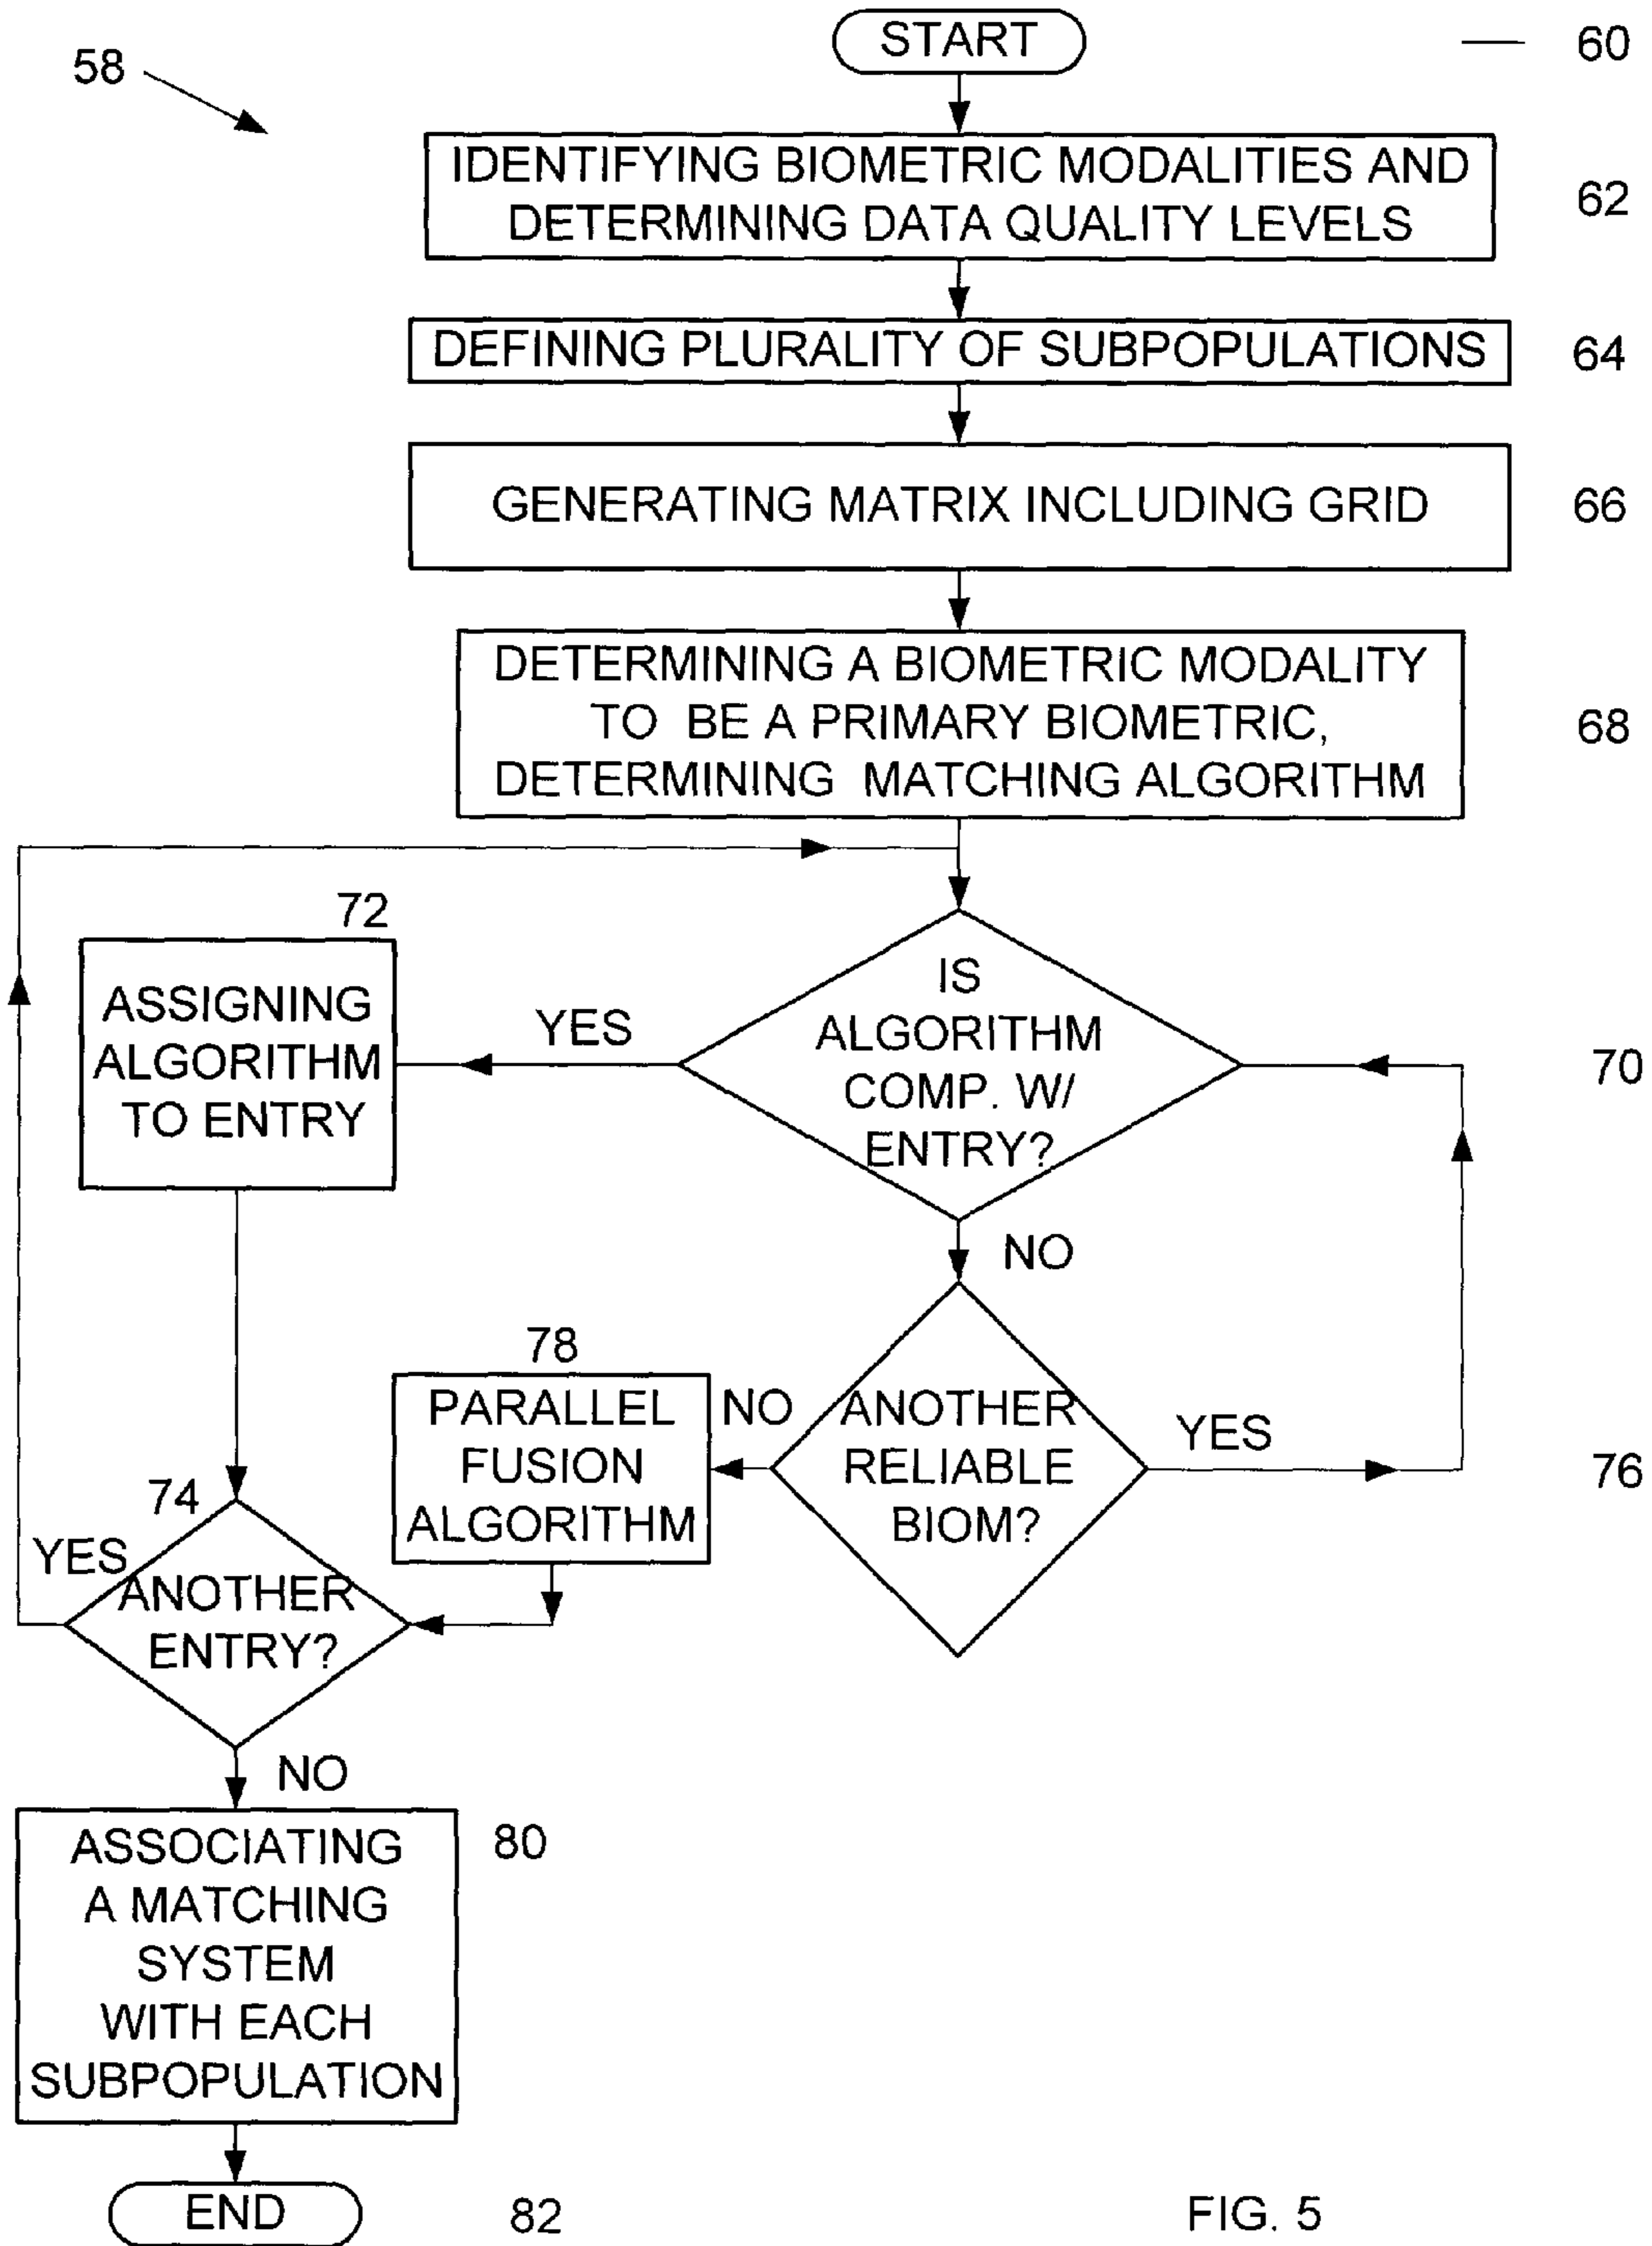 START
60
58
IDENTIFYING BIOMETRIC MODALITIES AND
DETERMINING DATA QUALITY LEVELS
62
DEFINING PLURALITY OF SUBPOPULATIONS
64
GENERATING MATRIX INCLUDING GRID
66
DETERMINING A BIOMETRIC MODALITY
TO BE A PRIMARY BIOMETRIC,
DETERMINING MATCHING ALGORITHM
68
72
ASSIGNING
ALGORITHM
TO ENTRY
YES
IS
ALGORITHM
COMP. W/
ENTRY?
70
NO
78
PARALLEL
FUSION
ALGORITHM
NO
ANOTHER
RELIABLE
BIOM?
YES
76
74
YES
ANOTHER
ENTRY?
NO
ASSOCIATING
A MATCHING
SYSTEM
WITH EACH
SUBPOPULATION
80
END
82
FIG. 5